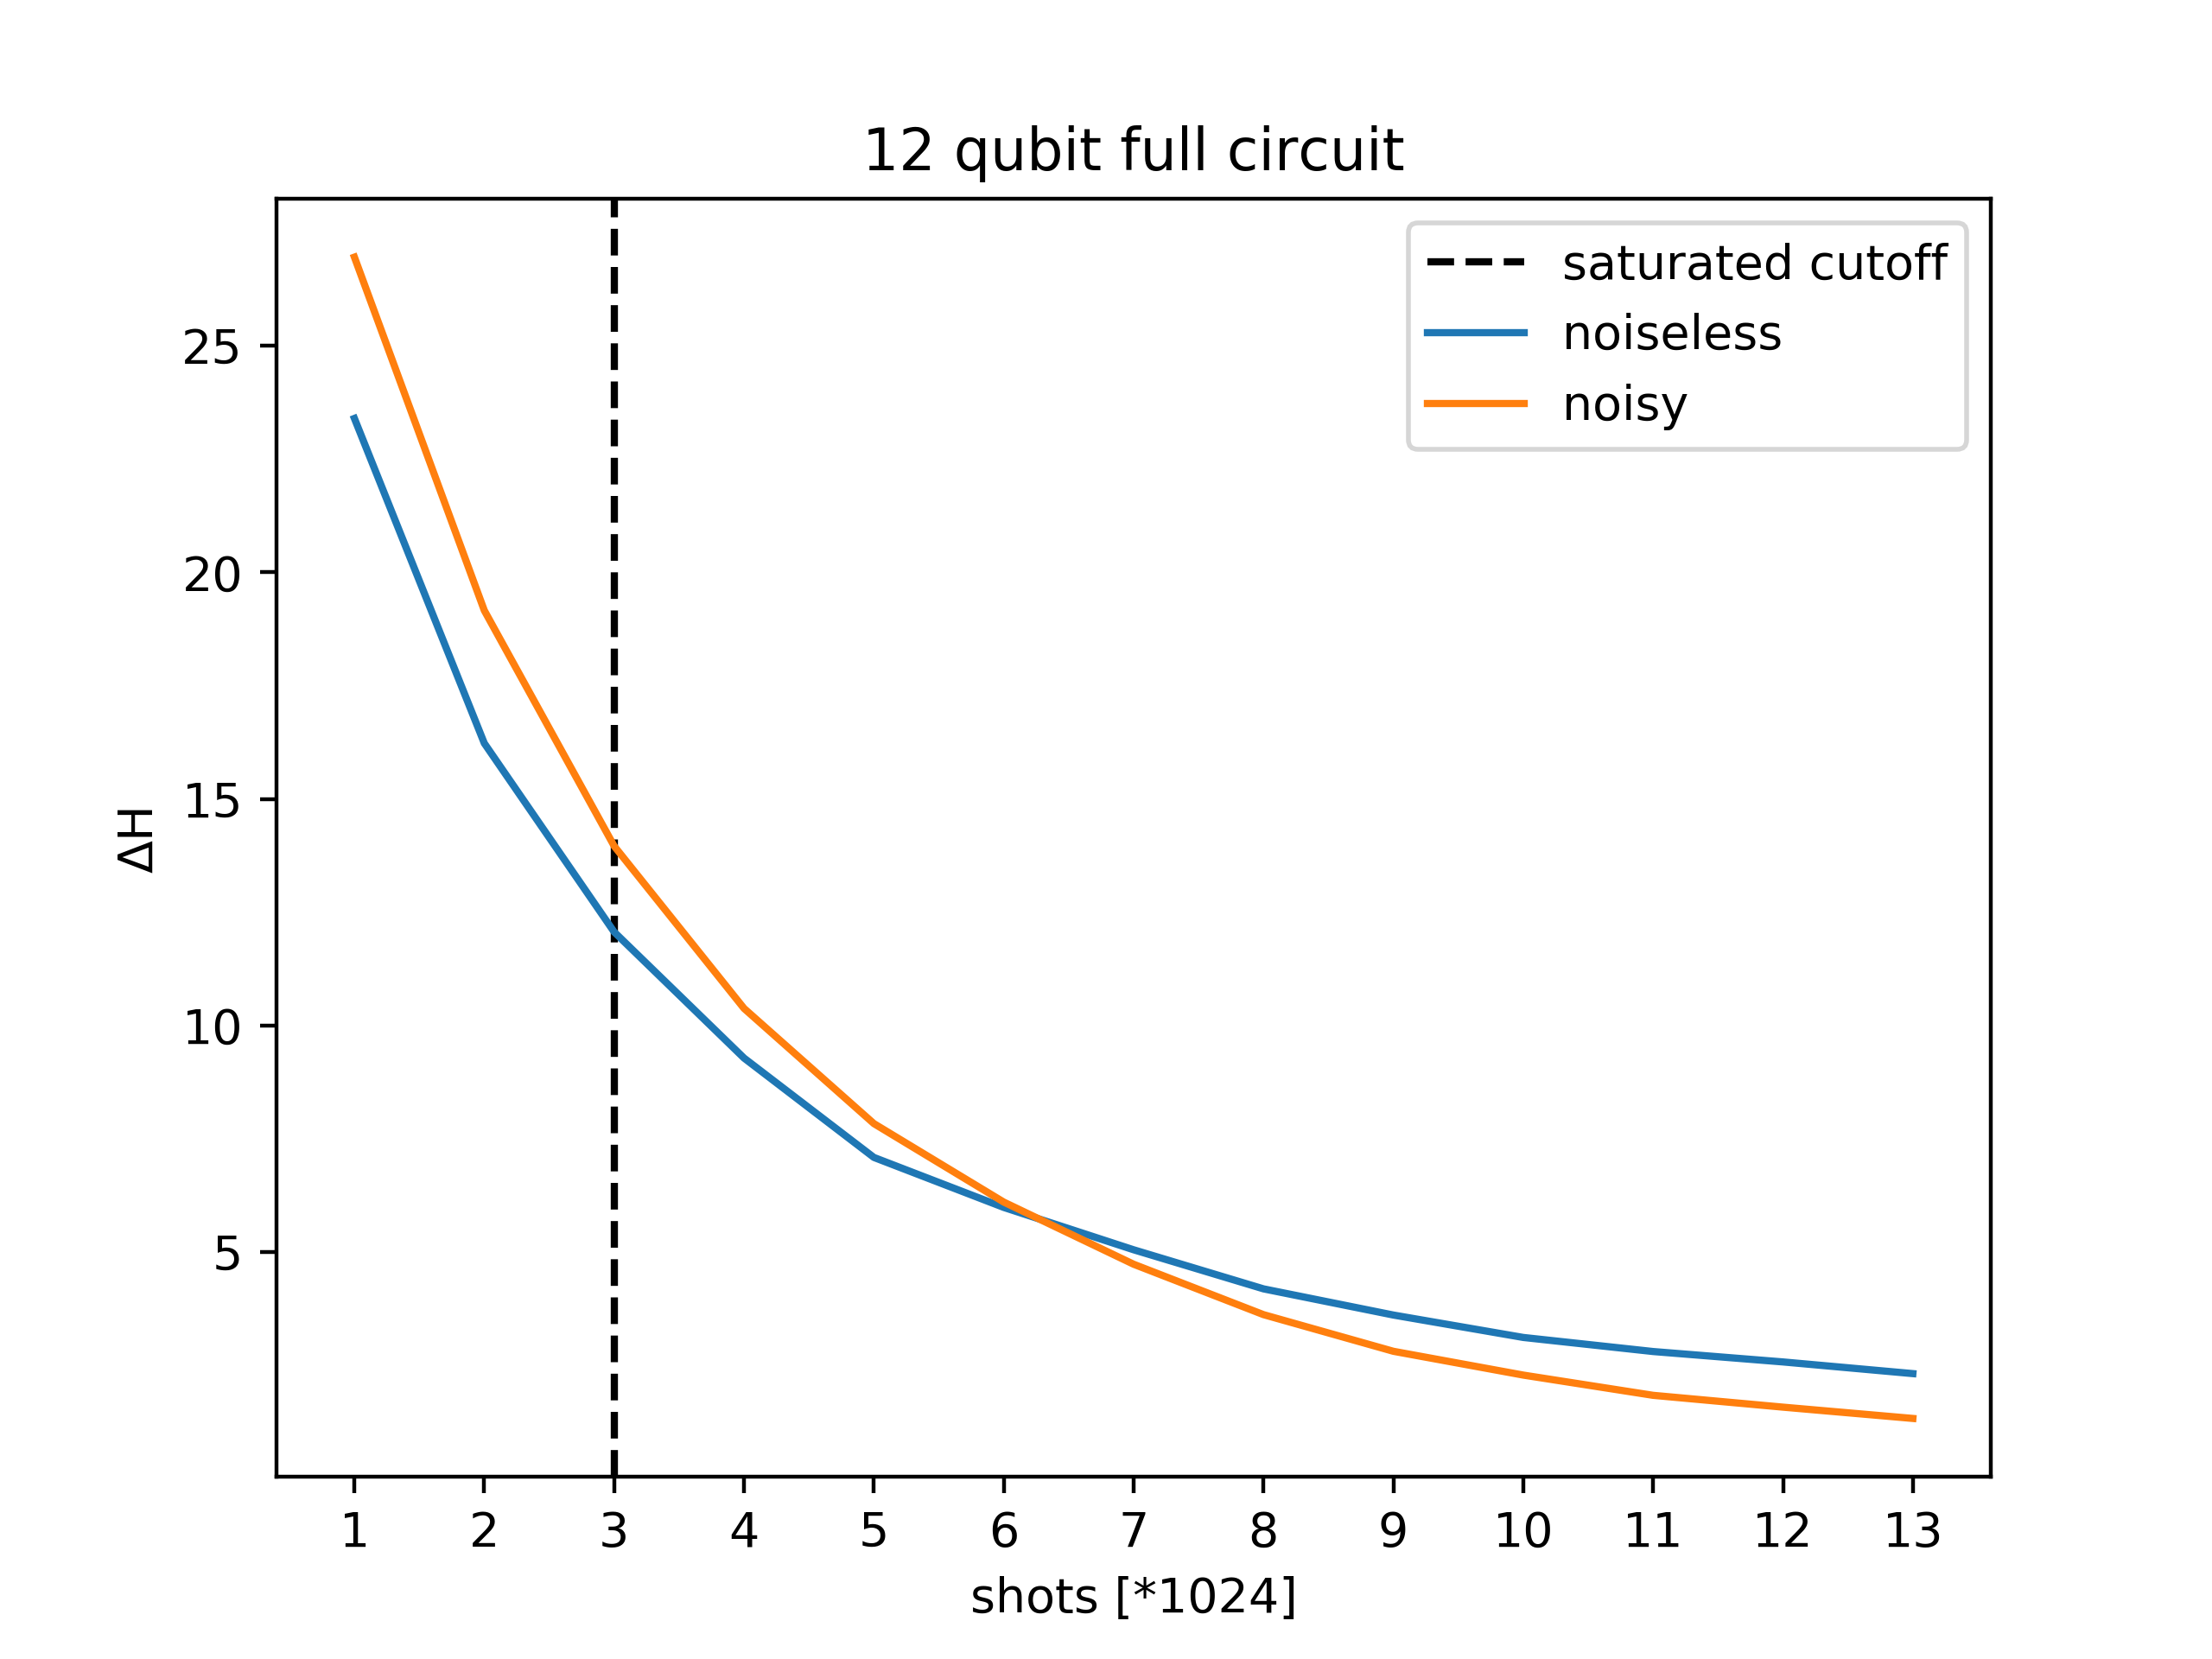 12 qubit full circuit
saturated cutoff
noiseless
noisy
25
20
15
10
5
ΔH
1 2 3 4 5 6 7 8 9 10 11 12 13
shots [*1024]